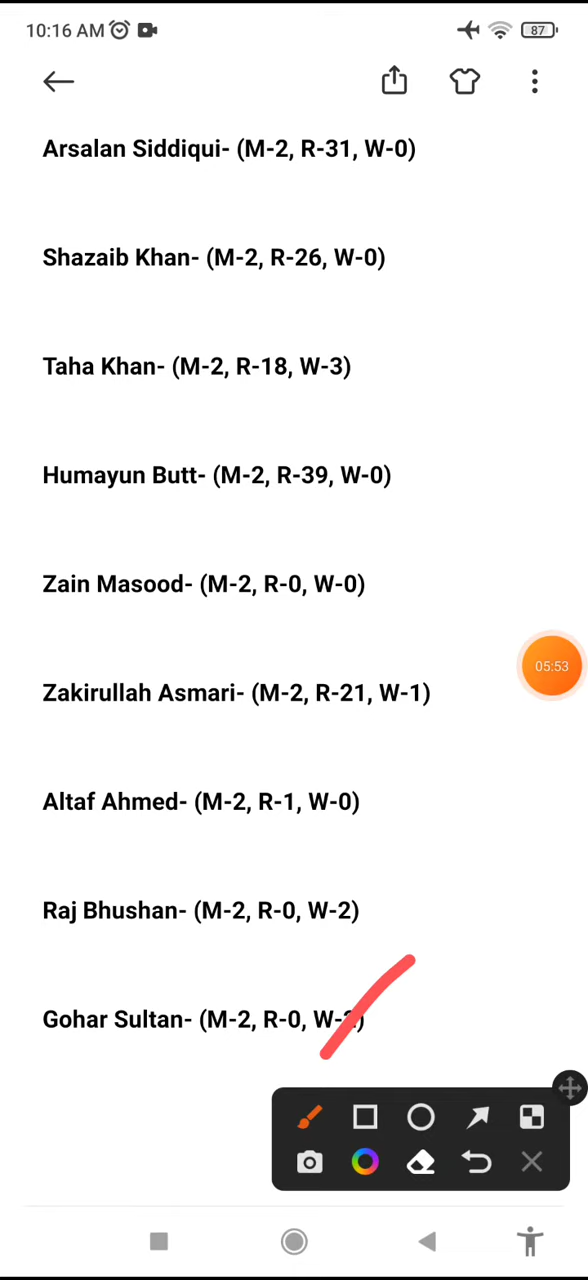 10:16 AM
87
Arsalan Siddiqui- (M-2, R-31, W-0)
Shazaib Khan- (M-2, R-26, W-0)
Taha Khan- (M-2, R-18, W-3)
Humayun Butt- (M-2, R-39, W-0)
Zain Masood- (M-2, R-0, W-0)
05:53
Zakirullah Asmari- (M-2, R-21, W-1)
Altaf Ahmed- (M-2, R-1, W-0)
Raj Bhushan- (M-2, R-0, W-2)
Gohar Sultan- (M-2, R-0, W-2)